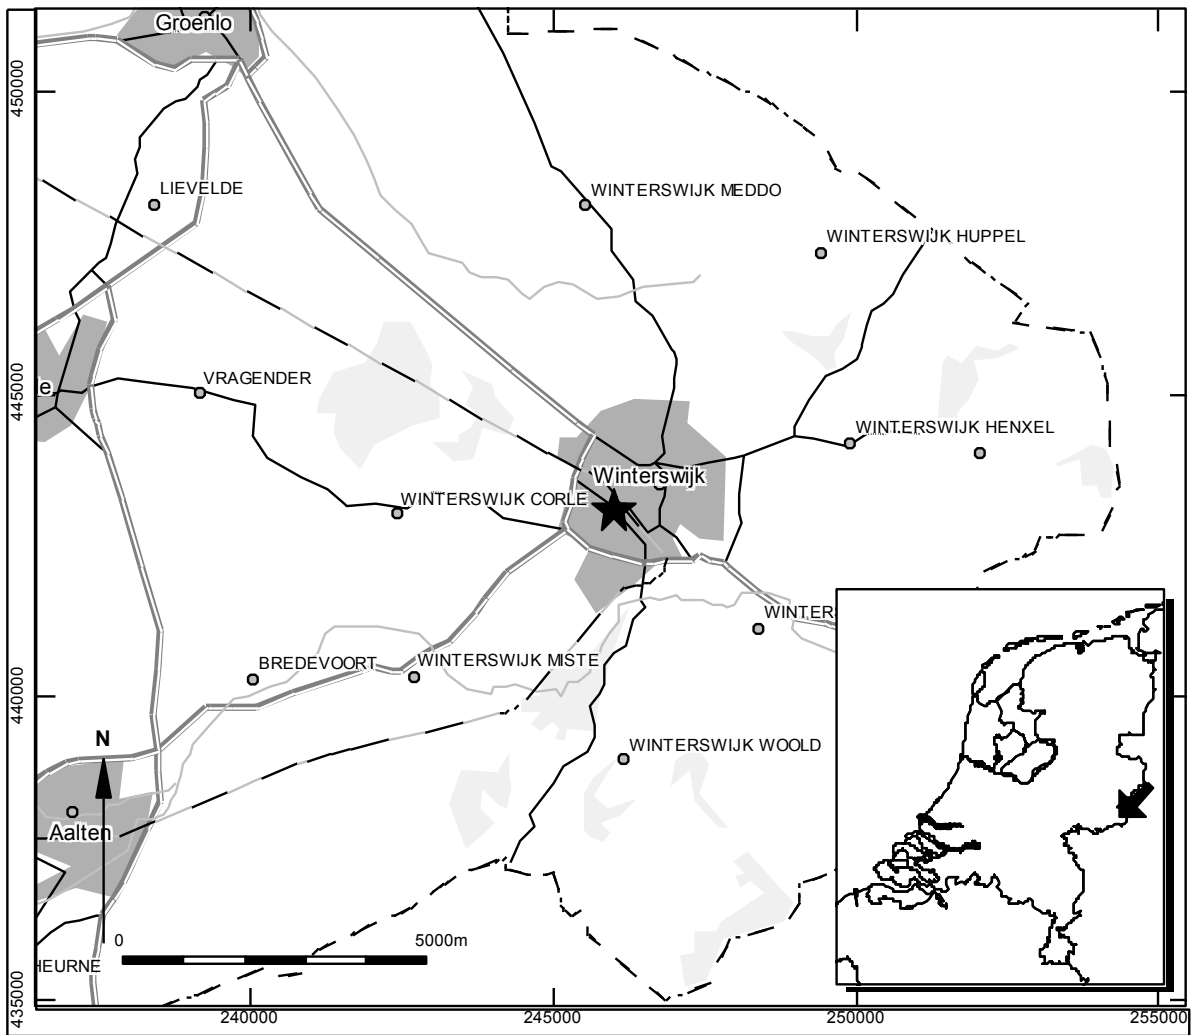 Groenlo
450000
LIEVELDE
WINTERSWIJK MEDDO
WINTERSWIJK HUPPEL
VRAGENDER
445000
e
WINTERSWIJK HENXEL
Winterswijk
WINTERSWIJK CORLE
WINTERS
BREDEVOORT
WINTERSWIJK MISTE
440000
N
WINTERSWIJK WOOLD
Aalten
0 5000m
HEURNE
435000
240000 245000 250000 255000